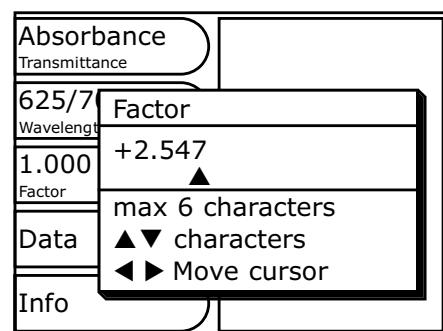 Absorbance
Transmittance
625/7
Wavelengt
1.000
Factor
Data
Info
Factor
+2.547
▲
max 6 characters
▲▼ characters
◀ ▶ Move cursor